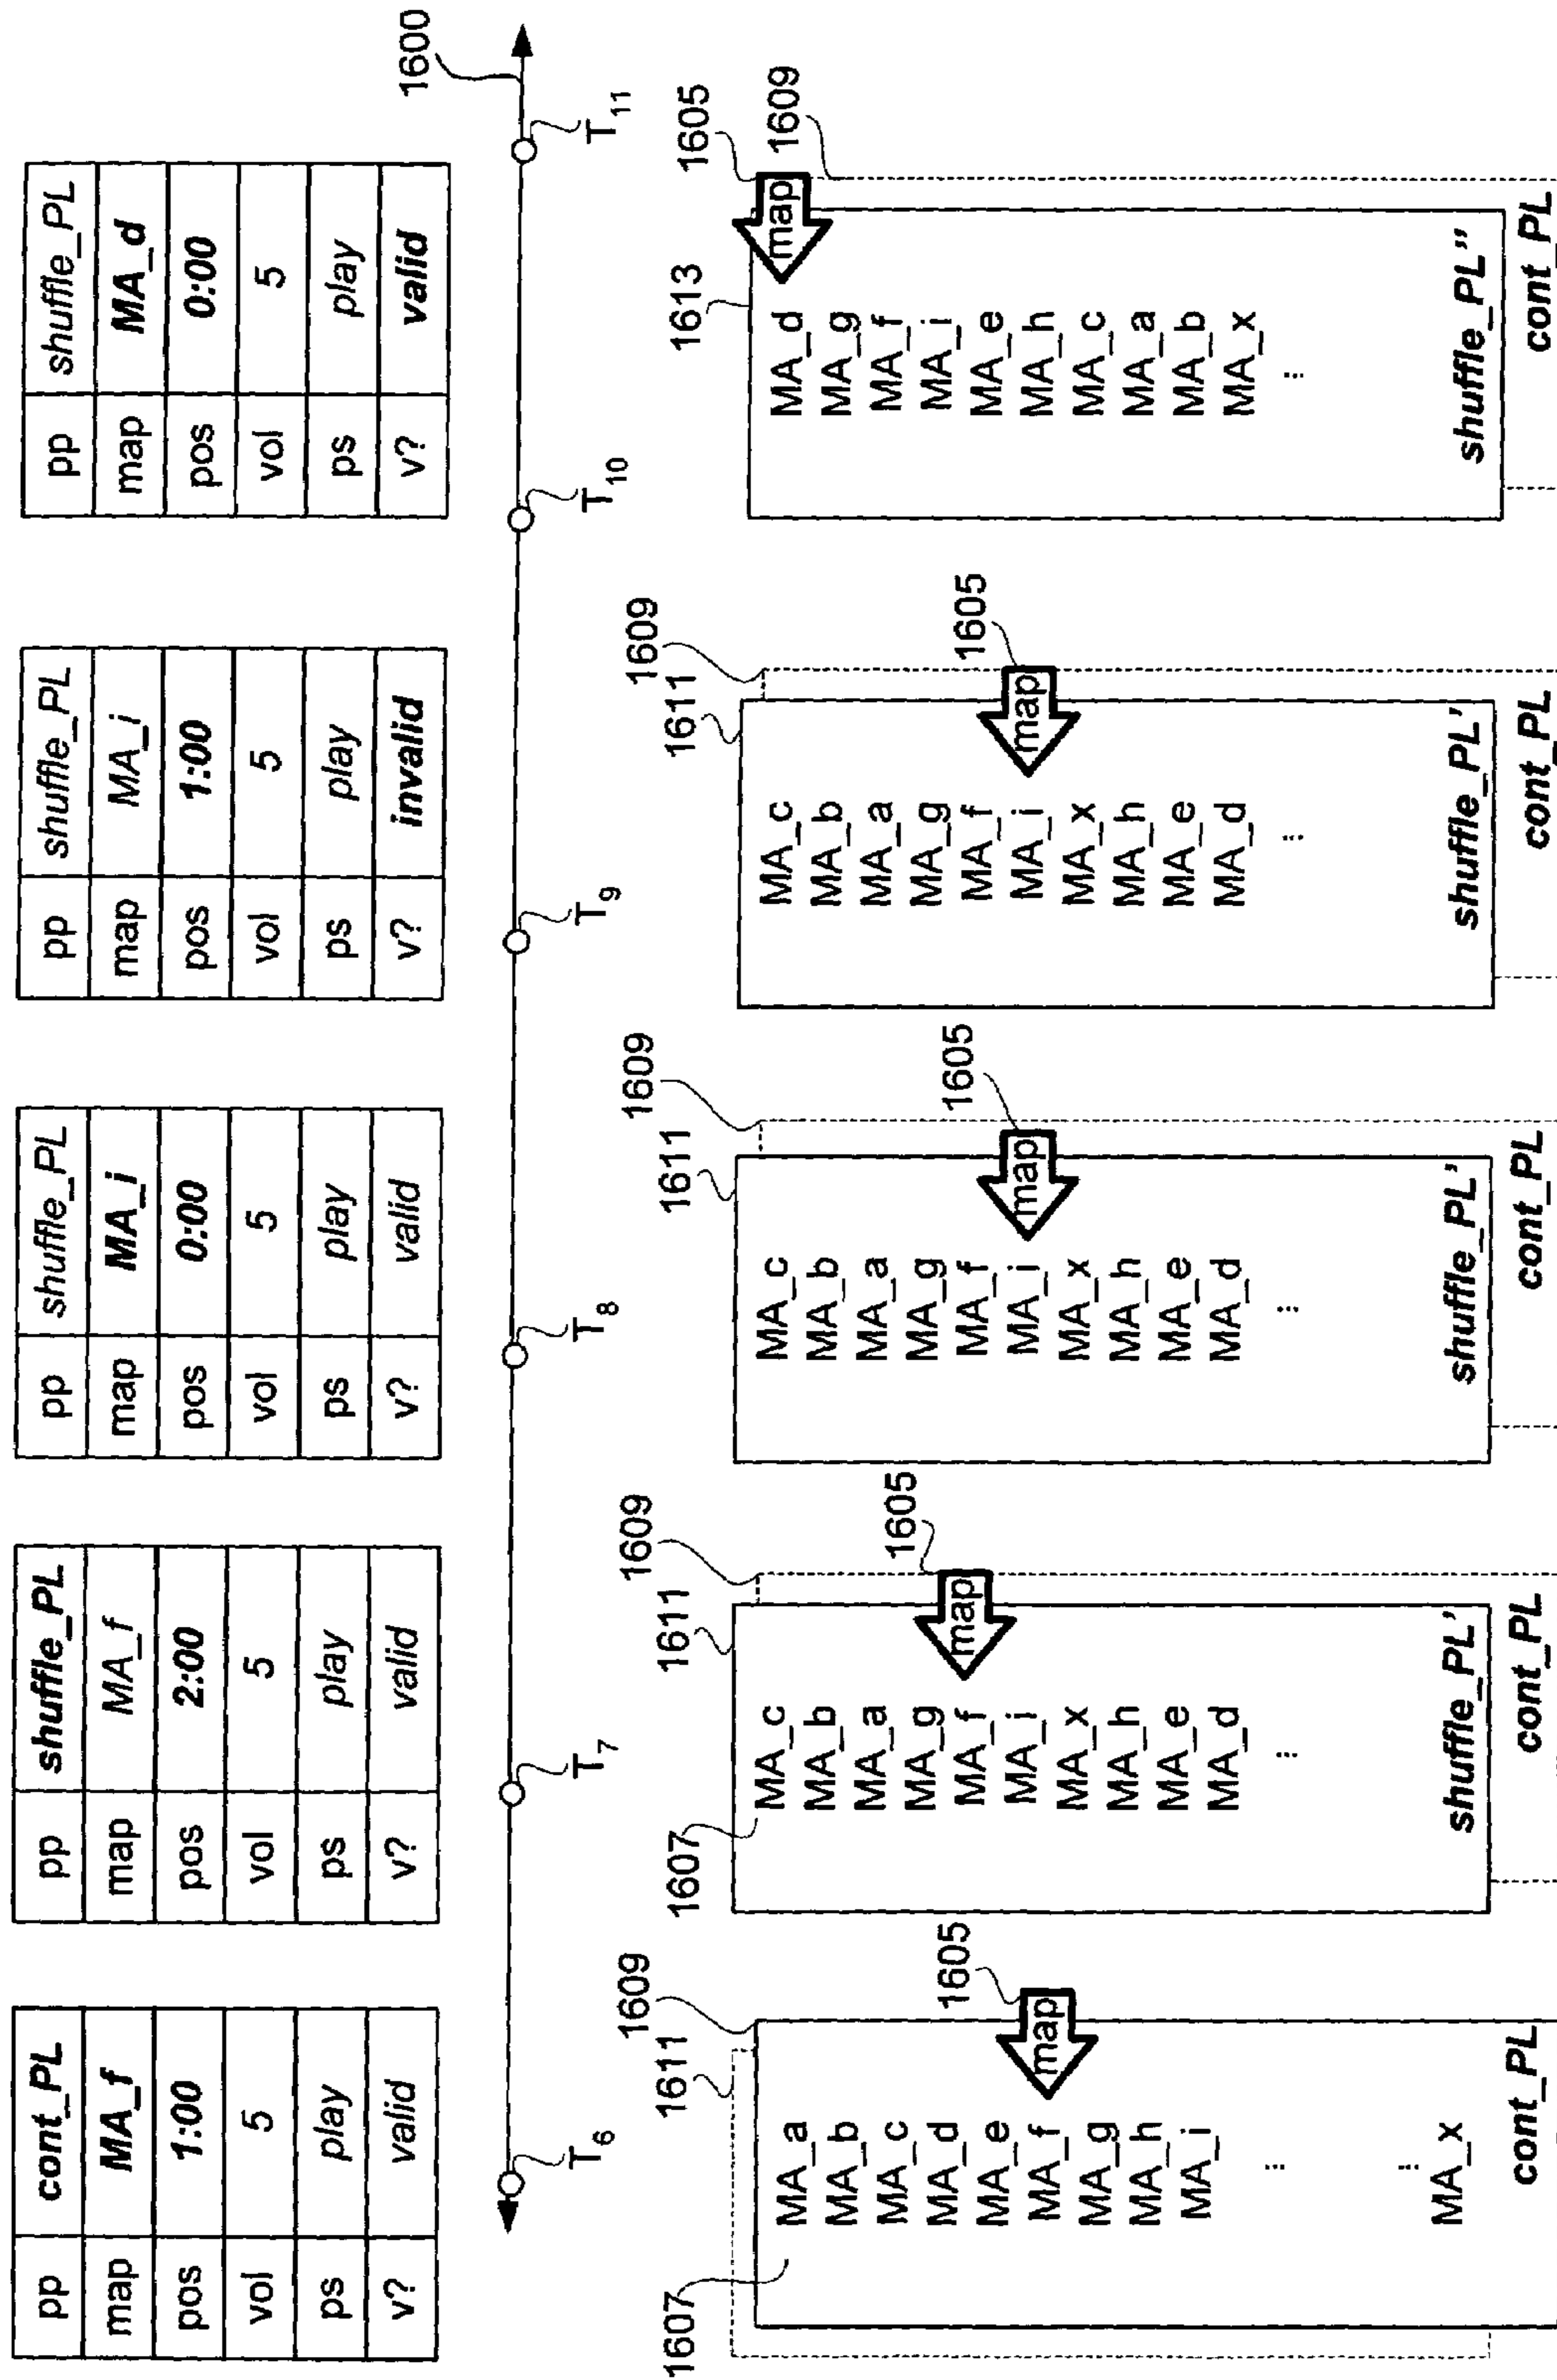 pp cont_PL
map MA_f
pos 1:00
vol 5
ps play
v? valid
pp shuffle_PL
map MA_f
pos 2:00
vol 5
ps play
v? valid
pp shuffle_PL
map MA_i
pos 0:00
vol 5
ps play
v? valid
pp shuffle_PL
map MA_i
pos 1:00
vol 5
ps play
v? invalid
pp shuffle_PL
map MA_d
pos 0:00
vol 5
ps play
v? valid
1600
T6
T7
T8
T9
T10
T11
1607
1611
1609
1605
map
MA_a
MA_b
MA_c
MA_d
MA_e
MA_f
MA_g
MA_h
MA_i
...
...
MA_x
cont_PL
1607
1611
1609
1605
map
MA_c
MA_b
MA_a
MA_g
MA_f
MA_i
MA_x
MA_h
MA_e
MA_d
...
shuffle_PL'
cont_PL
1611
1609
1605
map
MA_c
MA_b
MA_a
MA_g
MA_f
MA_i
MA_x
MA_h
MA_e
MA_d
...
shuffle_PL'
cont_PL
1611
1609
1605
map
MA_c
MA_b
MA_a
MA_g
MA_f
MA_i
MA_x
MA_h
MA_e
MA_d
...
shuffle_PL'
cont_PL
1613
1605
1609
map
MA_d
MA_g
MA_f
MA_i
MA_e
MA_h
MA_c
MA_a
MA_b
MA_x
...
shuffle_PL''
cont_PL